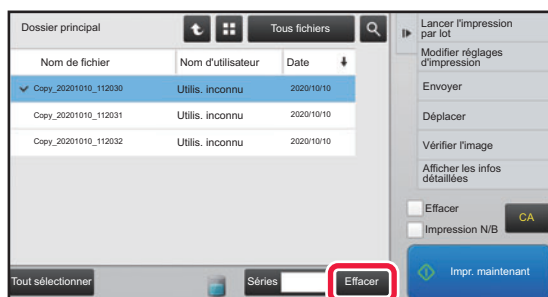 Dossier principal
Tous fichiers
Nom de fichier
Nom d'utilisateur
Date
Copy_20201010_112030
Utilis. inconnu
2020/10/10
Copy_20201010_112031
Utilis. inconnu
2020/10/10
Copy_20201010_112032
Utilis. inconnu
2020/10/10
Tout sélectionner
Séries
Effacer
Lancer l'impression
par lot
Modifier réglages
d'impression
Envoyer
Déplacer
Vérifier l'image
Afficher les infos
détaillées
Effacer
Impression N/B
CA
Impr. maintenant